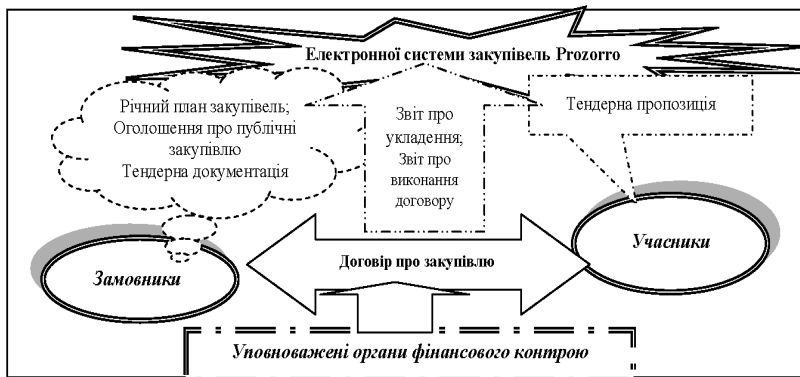 Електронної системи закупівель Prozorro
Річний план закупівель;
Оголошення про публічні
закупівлю
Тендерна документація
Звіт про
укладення;
Звіт про
виконання
договору
Тендерна пропозиція
Замовники
Договір про закупівлю
Учасники
Уповноважені органи фінансового контрою